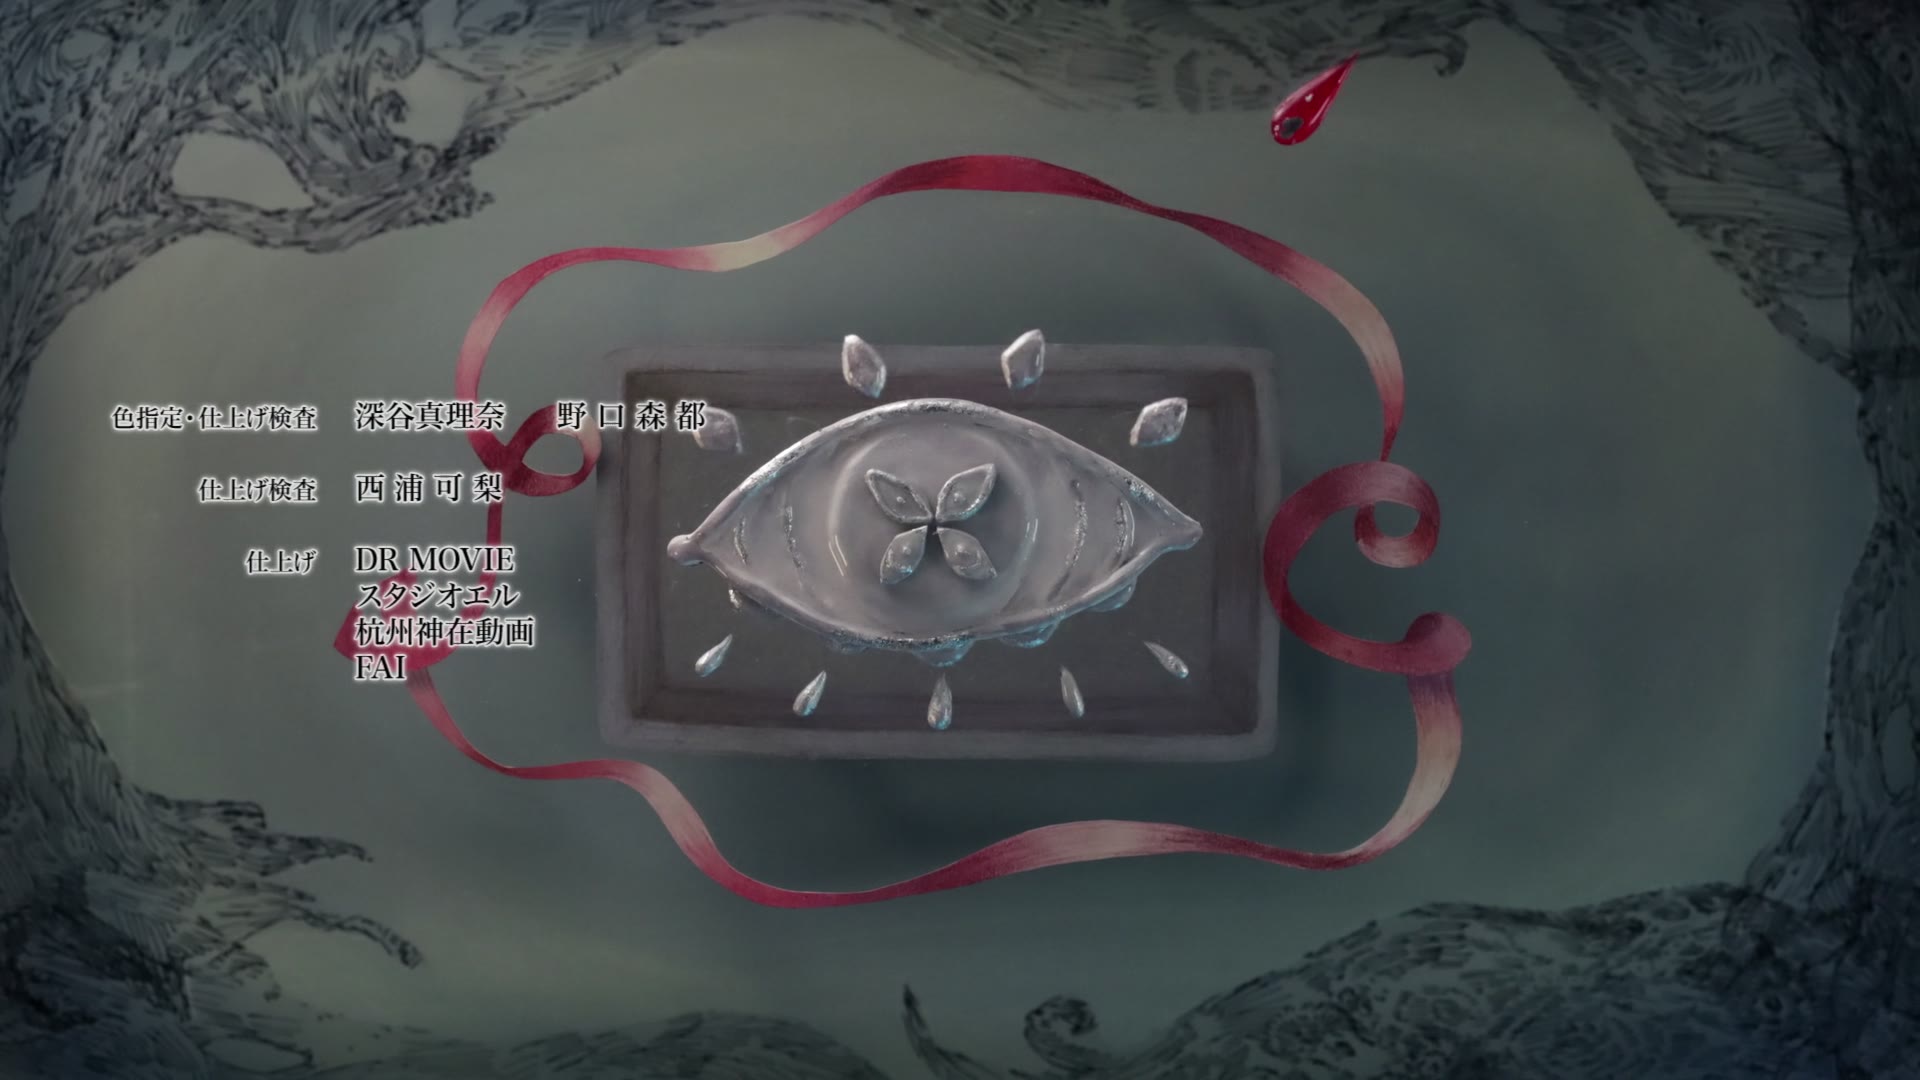 色指定・仕上げ検査 深谷真理奈 野口森都
仕上げ検査 西浦可梨
仕上げ DR MOVIE
スタジオエル
杭州神在動画
FAI